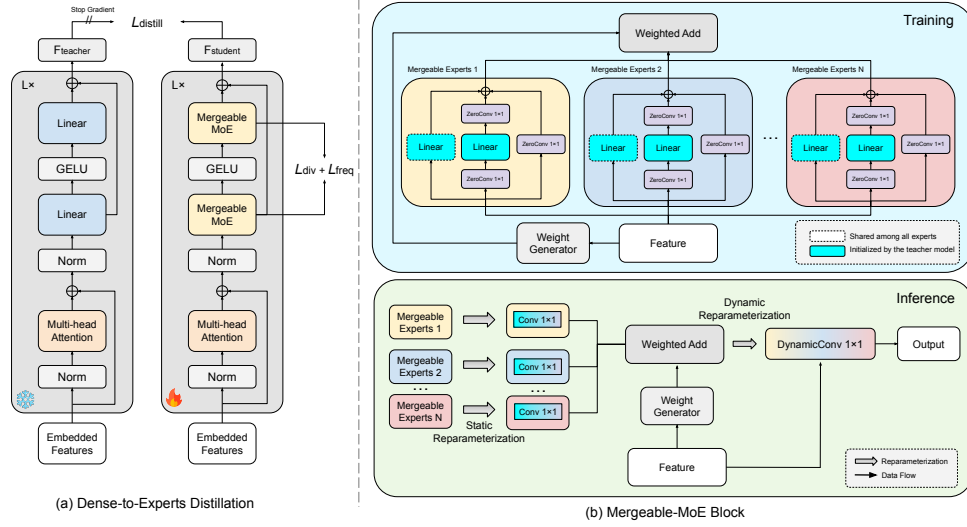 Stop Gradient
//
Ldistill
Fteacher
Fstudent
L×
Linear
GELU
Linear
Norm
Multi-head
Attention
Norm
Embedded
Features
L×
Mergeable
MoE
GELU
Mergeable
MoE
Norm
Multi-head
Attention
Norm
Embedded
Features
Ldiv + Lfreq
(a) Dense-to-Experts Distillation
Training
Weighted Add
Mergeable Experts 1
ZeroConv 1×1
Linear
Linear
ZeroConv 1×1
ZeroConv 1×1
Mergeable Experts 2
ZeroConv 1×1
Linear
Linear
ZeroConv 1×1
ZeroConv 1×1
...
Mergeable Experts N
ZeroConv 1×1
Linear
Linear
ZeroConv 1×1
ZeroConv 1×1
Weight
Generator
Feature
Shared among all experts
Initialized by the teacher model
Inference
Mergeable
Experts 1
Conv 1×1
Mergeable
Experts 2
Conv 1×1
...
...
Mergeable
Experts N
Conv 1×1
Static
Reparameterization
Weighted Add
Dynamic
Reparameterization
DynamicConv 1×1
Output
Weight
Generator
Feature
Reparameterization
Data Flow
(b) Mergeable-MoE Block